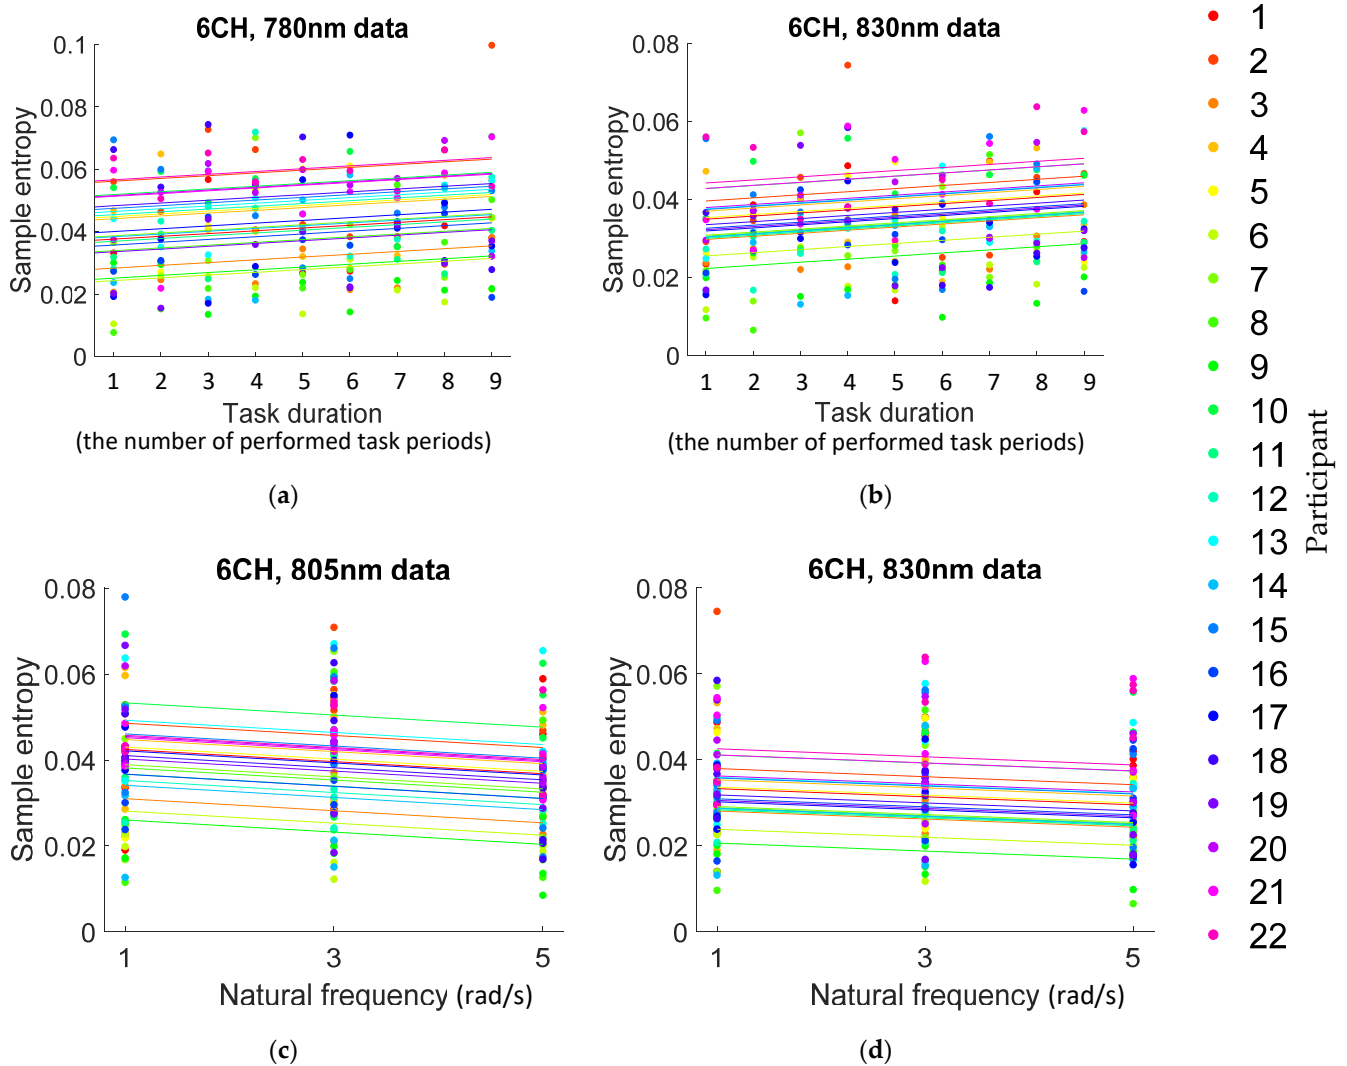 6CH, 780nm data
Sample entropy
0.1
0.08
0.06
0.04
0.02
0
1 2 3 4 5 6 7 8 9
Task duration
(the number of performed task periods)
(a)
6CH, 830nm data
Sample entropy
0.08
0.06
0.04
0.02
0
1 2 3 4 5 6 7 8 9
Task duration
(the number of performed task periods)
(b)
6CH, 805nm data
Sample entropy
0.08
0.06
0.04
0.02
0
1 3 5
Natural frequency (rad/s)
(c)
6CH, 830nm data
Sample entropy
0.08
0.06
0.04
0.02
0
1 3 5
Natural frequency (rad/s)
(d)
1
2
3
4
5
6
7
8
9
10
11
12
13
14
15
16
17
18
19
20
21
22
Participant